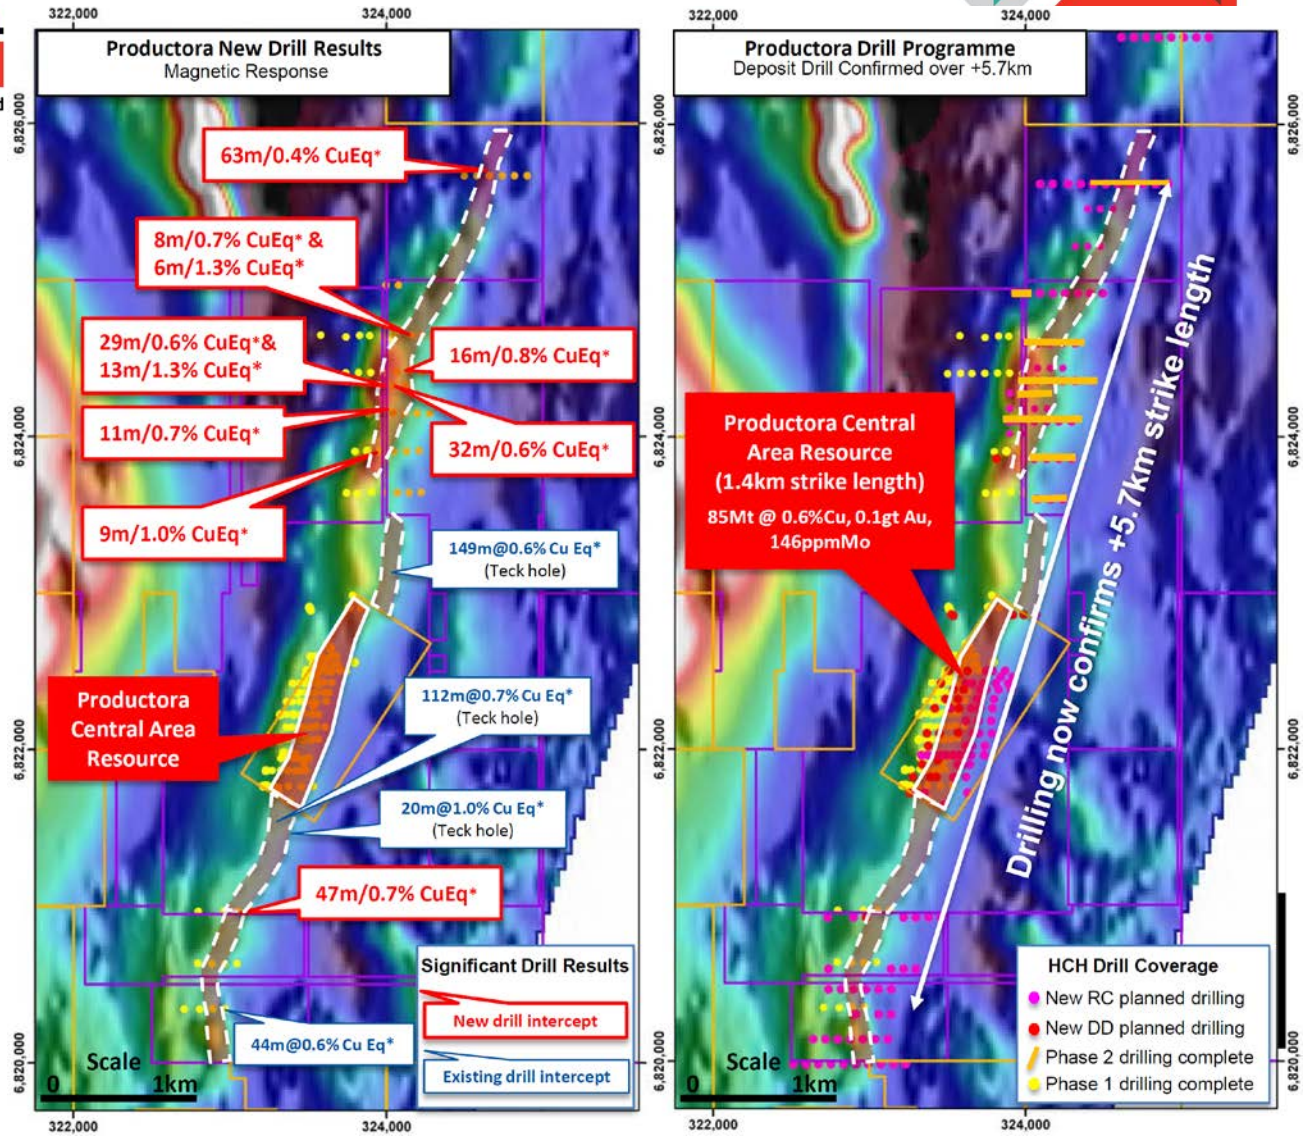 d
322,000
324,000
Productora New Drill Results
Magnetic Response
6,826,000
63m/0.4% CuEq*
8m/0.7% CuEq* &
6m/1.3% CuEq*
29m/0.6% CuEq*&
13m/1.3% CuEq*
16m/0.8% CuEq*
11m/0.7% CuEq*
32m/0.6% CuEq*
6,824,000
9m/1.0% CuEq*
149m@0.6% Cu Eq*
(Teck hole)
Productora
Central Area
Resource
112m@0.7% Cu Eq*
(Teck hole)
6,822,000
20m@1.0% Cu Eq*
(Teck hole)
47m/0.7% CuEq*
44m@0.6% Cu Eq*
Significant Drill Results
New drill intercept
Existing drill intercept
6,820,000
Scale
0 1km
322,000
324,000
322,000
324,000
Productora Drill Programme
Deposit Drill Confirmed over +5.7km
6,826,000
Productora Central
Area Resource
(1.4km strike length)
85Mt @ 0.6%Cu, 0.1gt Au,
146ppmMo
6,824,000
Drilling now confirms +5.7km strike length
6,822,000
HCH Drill Coverage
New RC planned drilling
New DD planned drilling
Phase 2 drilling complete
Phase 1 drilling complete
6,820,000
Scale
0 1km
322,000
324,000